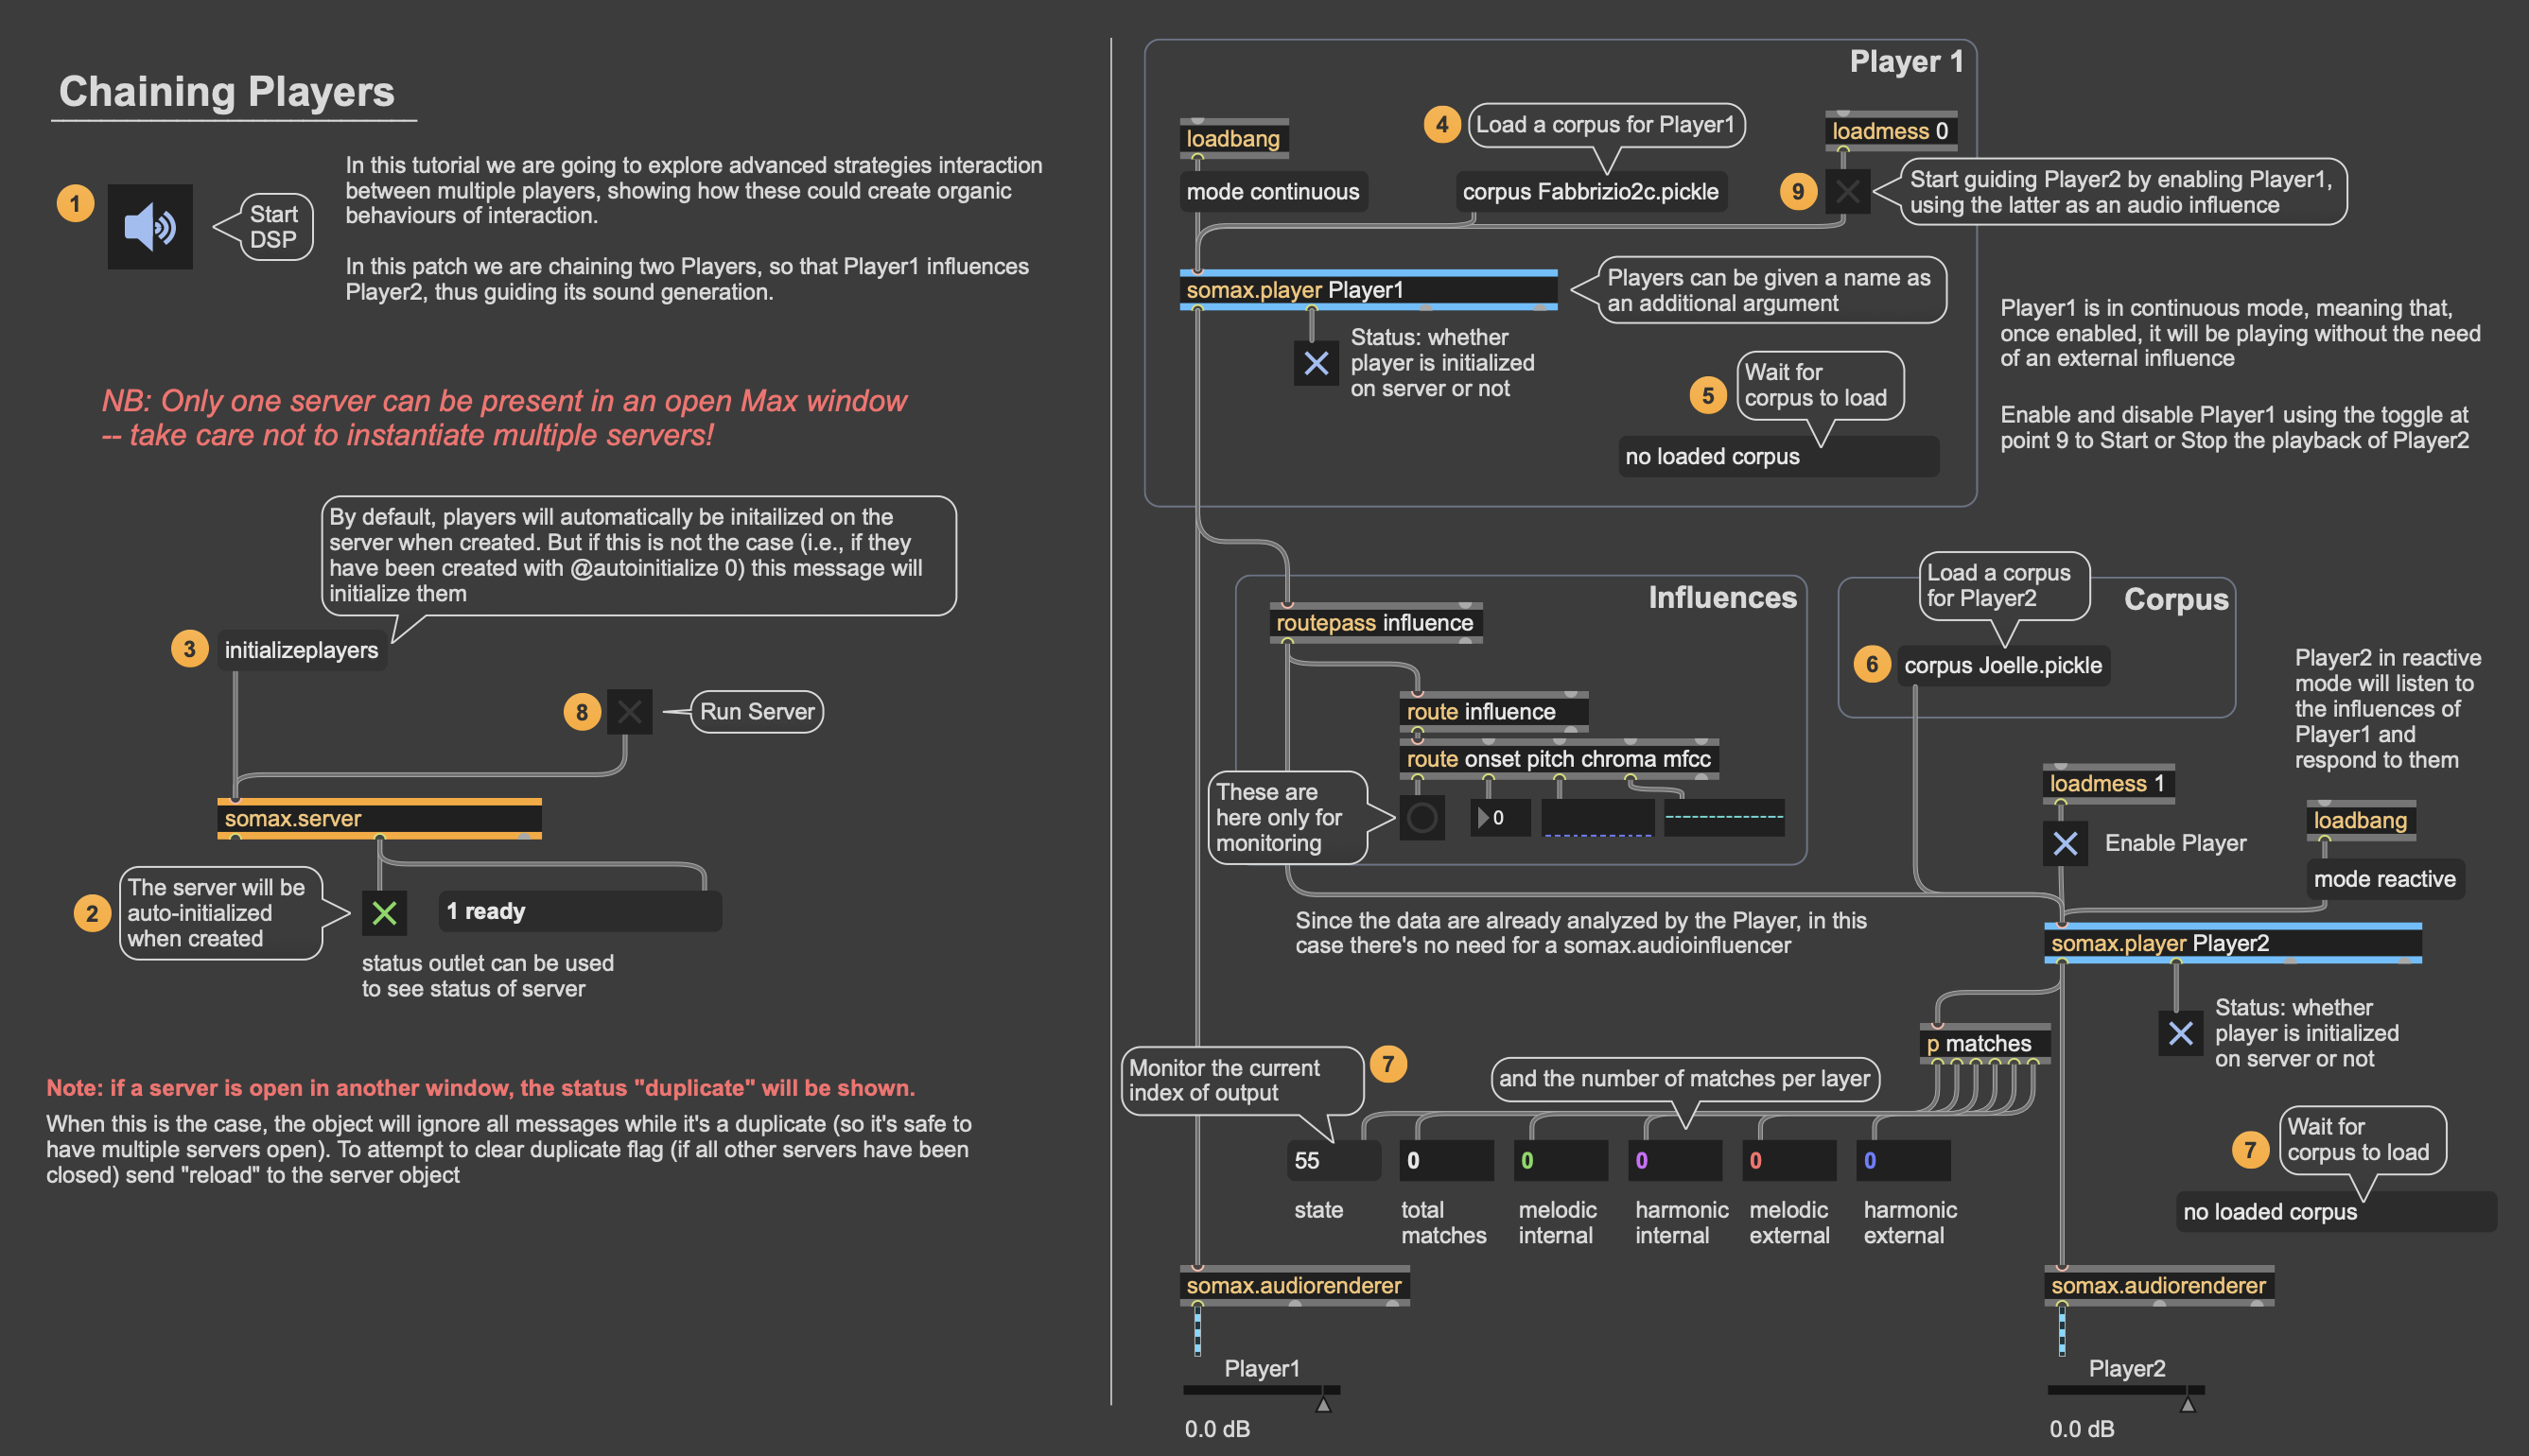 Chaining Players
1
Start
DSP
In this tutorial we are going to explore advanced strategies interaction
between multiple players, showing how these could create organic
behaviours of interaction.
In this patch we are chaining two Players, so that Player1 influences
Player2, thus guiding its sound generation.
NB: Only one server can be present in an open Max window
-- take care not to instantiate multiple servers!
By default, players will automatically be initailized on the
server when created. But if this is not the case (i.e., if they
have been created with @autoinitialize 0) this message will
initialize them
3
initializeplayers
8
Run Server
somax.server
2
The server will be
auto-initialized
when created
1 ready
status outlet can be used
to see status of server
Note: if a server is open in another window, the status "duplicate" will be shown.
When this is the case, the object will ignore all messages while it's a duplicate (so it's safe to
have multiple servers open). To attempt to clear duplicate flag (if all other servers have been
closed) send "reload" to the server object
Player 1
loadbang
mode continuous
4
Load a corpus for Player1
corpus Fabbrizio2c.pickle
loadmess 0
9
Start guiding Player2 by enabling Player1,
using the latter as an audio influence
somax.player Player1
Players can be given a name as
an additional argument
Status: whether
player is initialized
on server or not
5
Wait for
corpus to load
no loaded corpus
Player1 is in continuous mode, meaning that,
once enabled, it will be playing without the need
of an external influence
Enable and disable Player1 using the toggle at
point 9 to Start or Stop the playback of Player2
Influences
routepass influence
route influence
route onset pitch chroma mfcc
These are
here only for
monitoring
0
Corpus
Load a corpus
for Player2
6
corpus Joelle.pickle
Player2 in reactive
mode will listen to
the influences of
Player1 and
respond to them
loadmess 1
Enable Player
loadbang
mode reactive
Since the data are already analyzed by the Player, in this
case there's no need for a somax.audioinfluencer
somax.player Player2
Status: whether
player is initialized
on server or not
p matches
Monitor the current
index of output
7
and the number of matches per layer
55
0
0
0
0
0
state
total
matches
melodic
internal
harmonic
internal
melodic
external
harmonic
external
7
Wait for
corpus to load
no loaded corpus
somax.audiorenderer
Player1
0.0 dB
somax.audiorenderer
Player2
0.0 dB